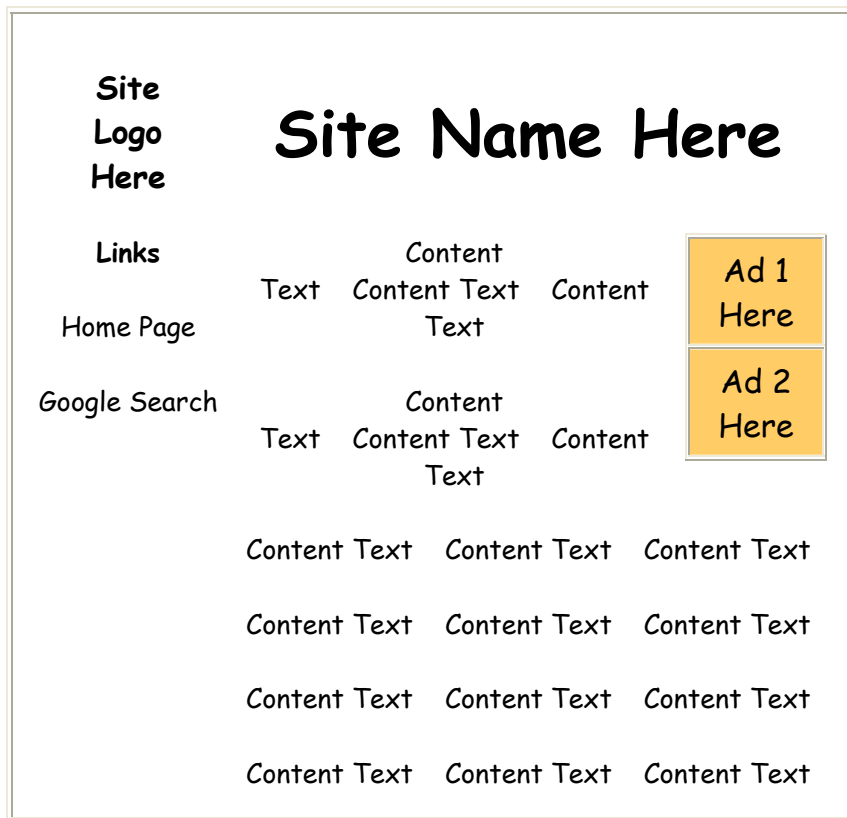 Site
Logo
Here
Site Name Here
Links
Home Page
Google Search
Content
Text Content Text Content
Text
Content
Text Content Text Content
Text
Ad 1
Here
Ad 2
Here
Content Text Content Text Content Text
Content Text Content Text Content Text
Content Text Content Text Content Text
Content Text Content Text Content Text